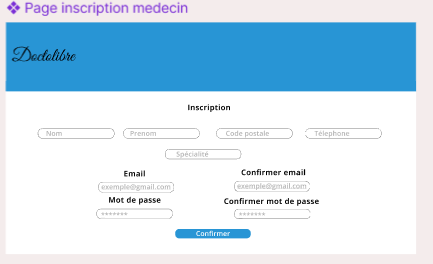 ❖ Page inscription medecin
Doctolibre
Inscription
Nom Prenom Code postale Télephone
Spécialité
Email Confirmer email
exemple@gmail.com exemple@gmail.com
Mot de passe Confirmer mot de passe
******* *******
Confirmer